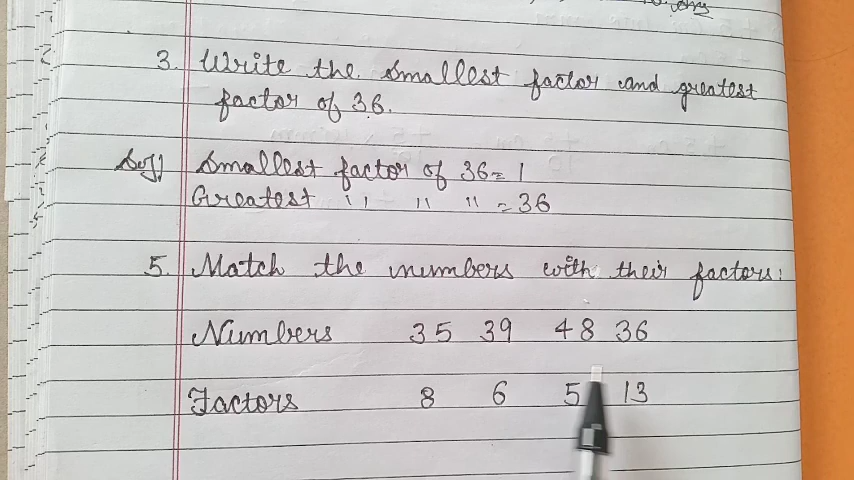 3. Write the smallest factor and greatest
factor of 36.
Smallest factor of 36 = 1
Greatest " " " = 36
5. Match the numbers with their factors:
Numbers 35 39 48 36
Factors 8 6 5 13